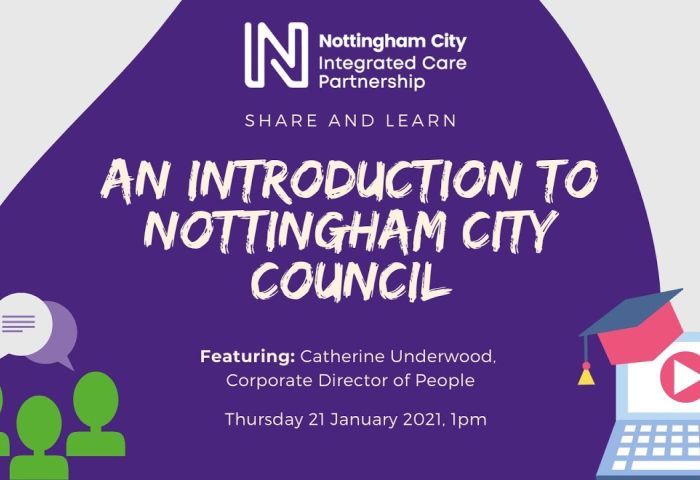 Nottingham City
Integrated Care
Partnership
SHARE AND LEARN
AN INTRODUCTION TO
NOTTINGHAM CITY
COUNCIL
Featuring: Catherine Underwood,
Corporate Director of People
Thursday 21 January 2021, 1pm